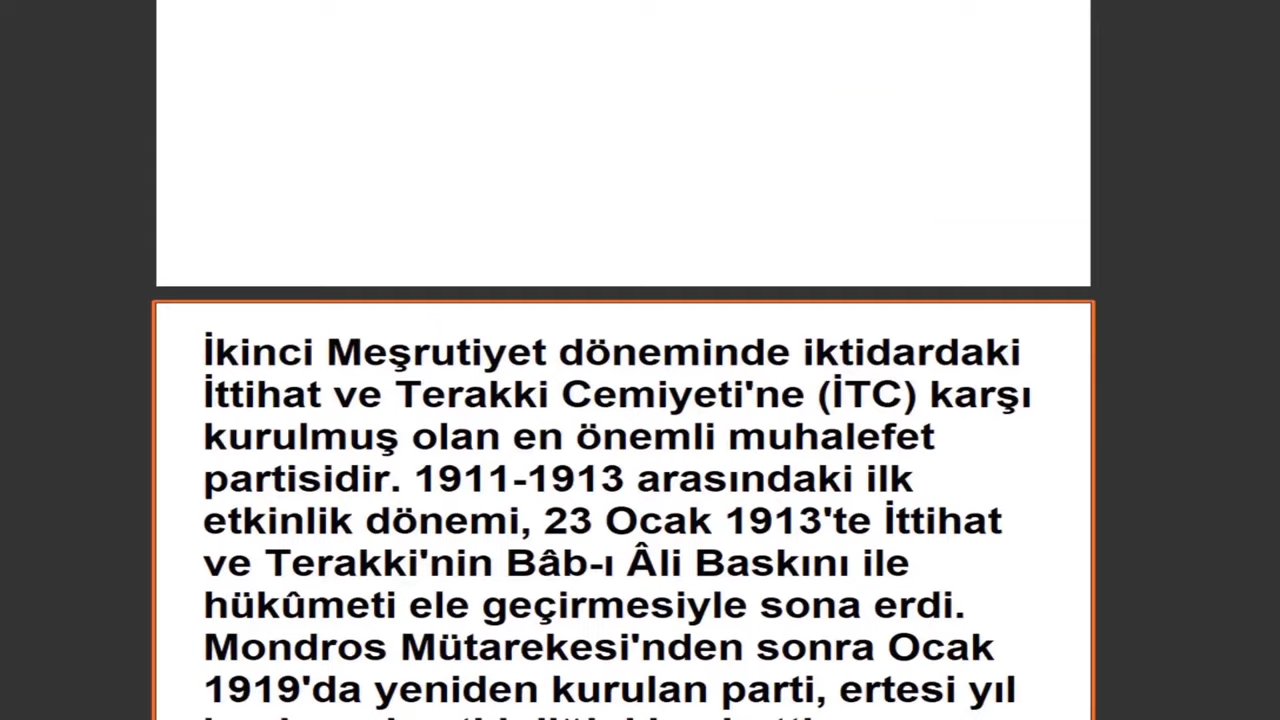 İkinci Meşrutiyet döneminde iktidardaki
İttihat ve Terakki Cemiyeti'ne (İTC) karşı
kurulmuş olan en önemli muhalefet
partisidir. 1911-1913 arasındaki ilk
etkinlik dönemi, 23 Ocak 1913'te İttihat
ve Terakki'nin Bâb-ı Âli Baskını ile
hükûmeti ele geçirmesiyle sona erdi.
Mondros Mütarekesi'nden sonra Ocak
1919'da yeniden kurulan parti, ertesi yıl